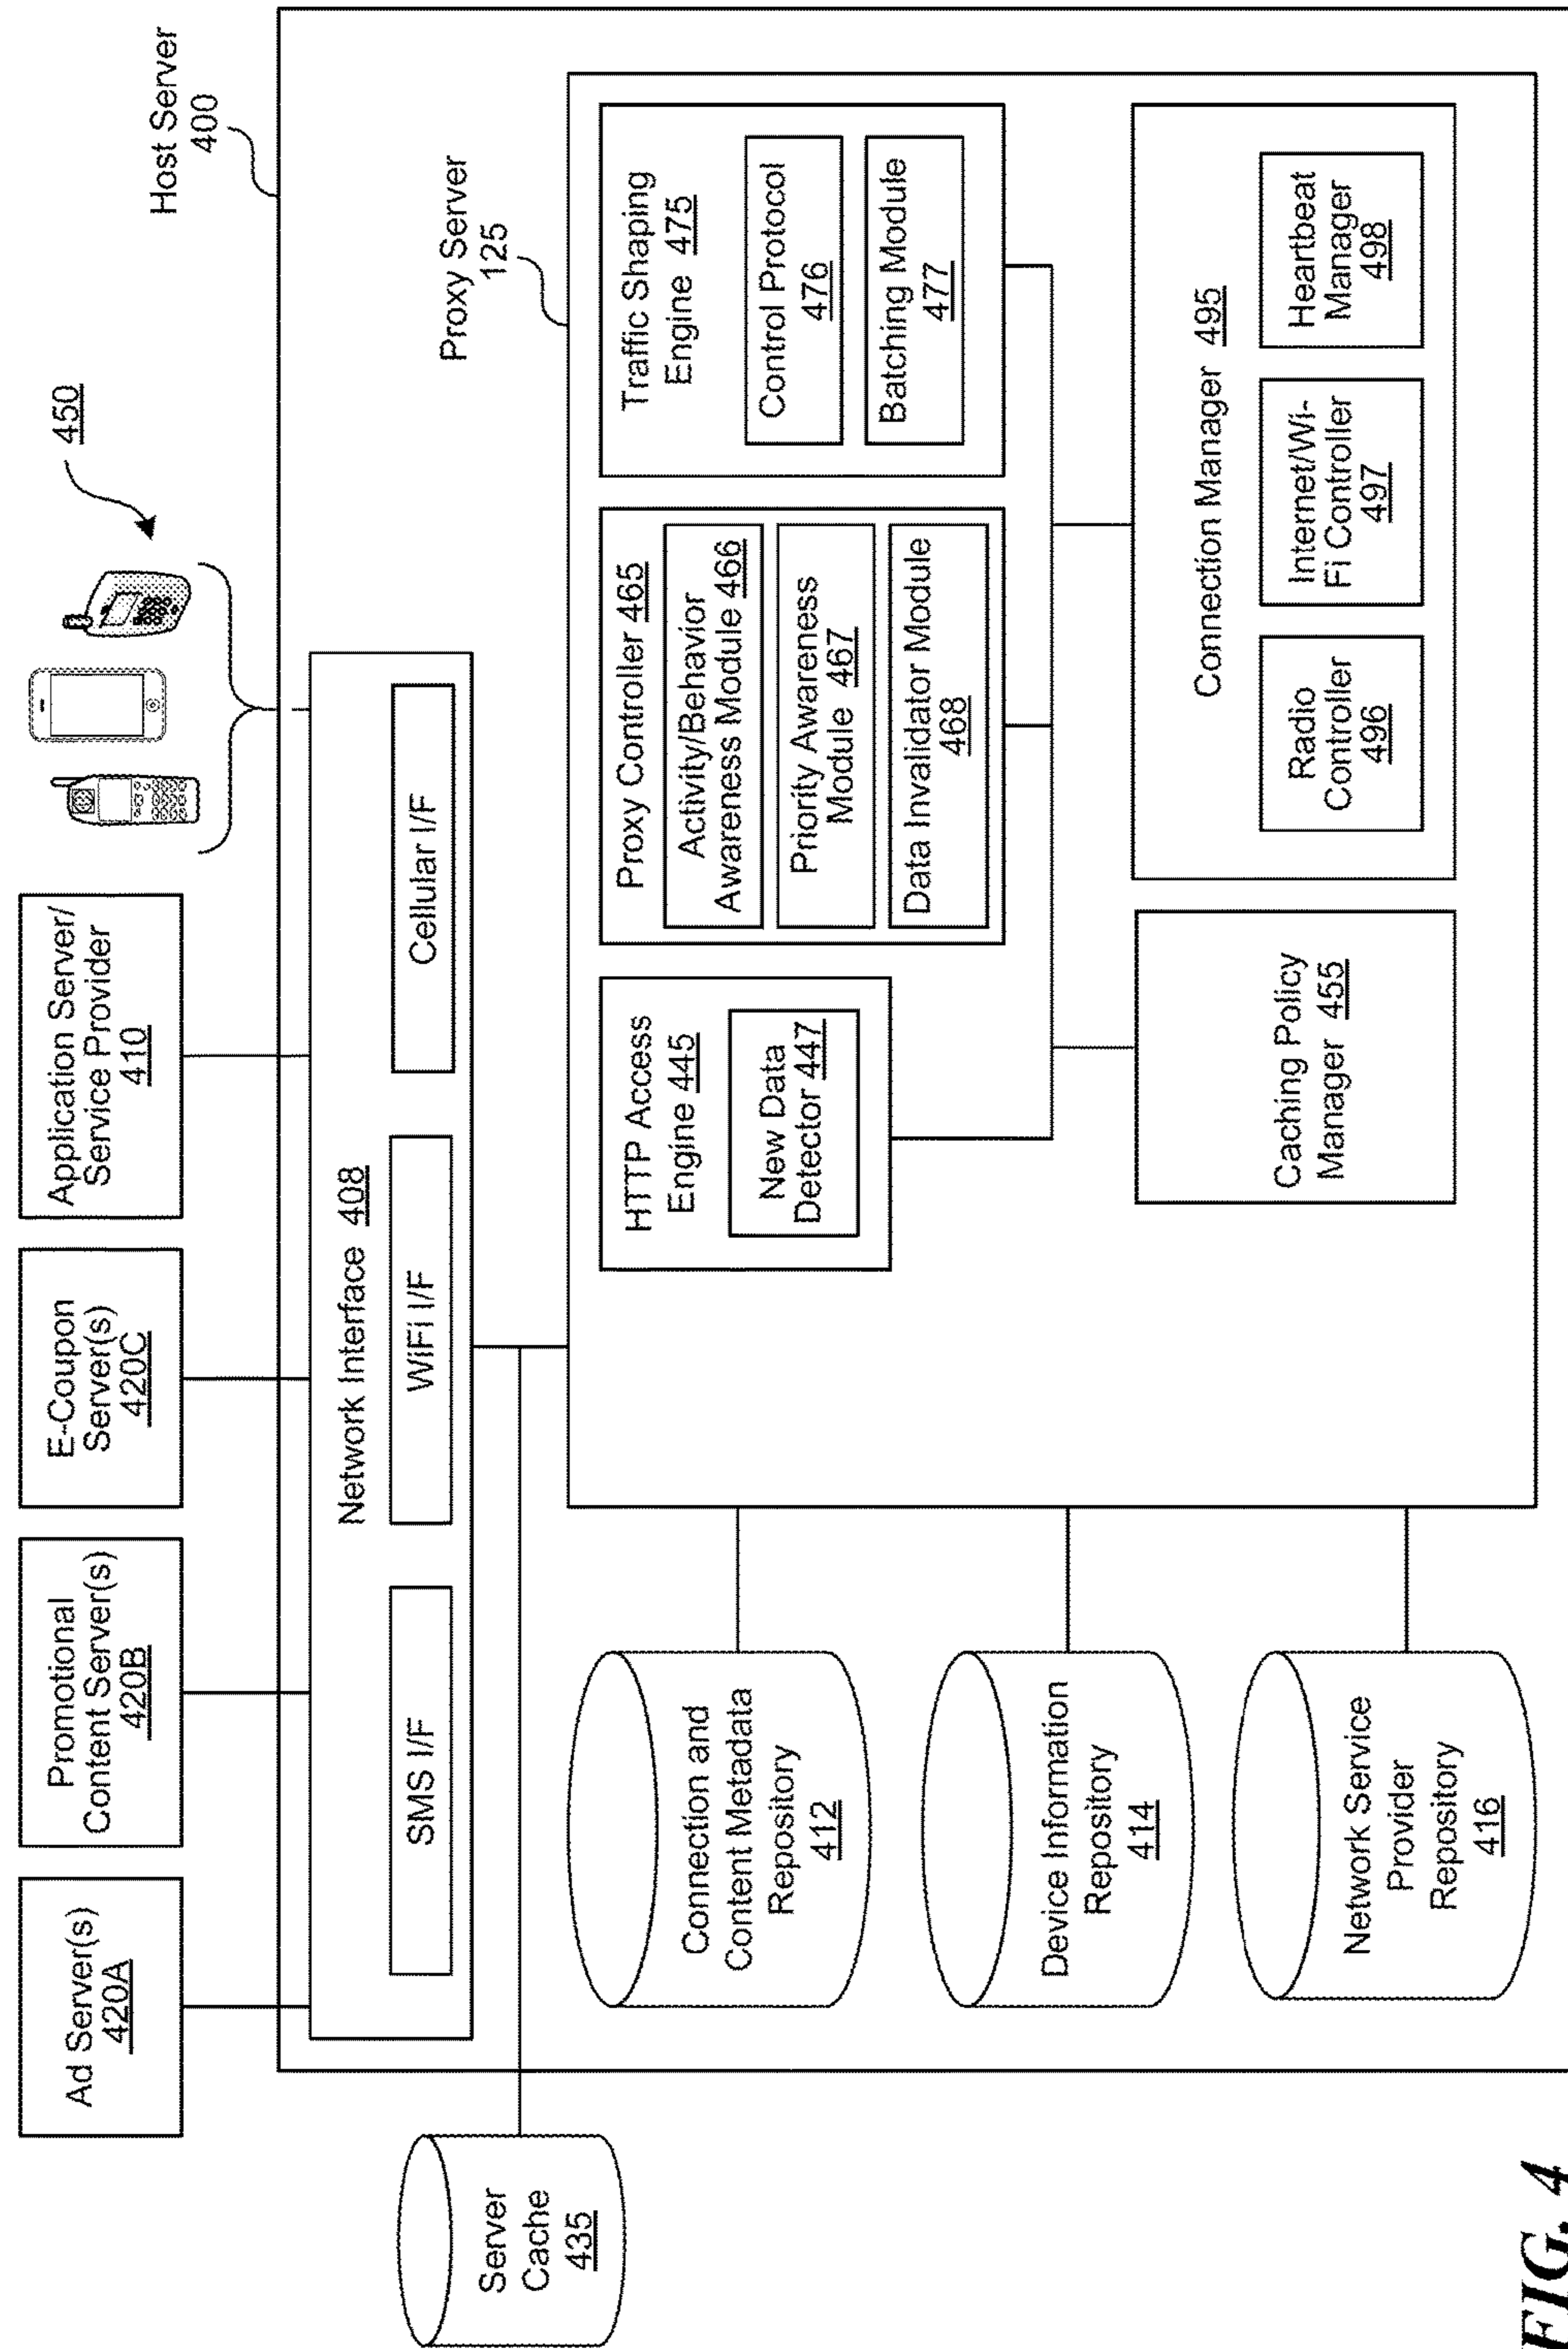 Ad Server(s)
420A
Promotional
Content Server(s)
420B
E-Coupon
Server(s)
420C
Application Server/
Service Provider
410
450
Host Server
400
Network Interface 408
SMS I/F
WiFi I/F
Cellular I/F
Server
Cache
435
Proxy Server
125
Connection and
Content Metadata
Repository
412
Device Information
Repository
414
Network Service
Provider
Repository
416
HTTP Access
Engine 445
New Data
Detector 447
Proxy Controller 465
Activity/Behavior
Awareness Module 466
Priority Awareness
Module 467
Data Invalidator Module
468
Traffic Shaping
Engine 475
Control Protocol
476
Batching Module
477
Caching Policy
Manager 455
Connection Manager 495
Radio
Controller
496
Internet/Wi-
Fi Controller
497
Heartbeat
Manager
498
FIG. 4